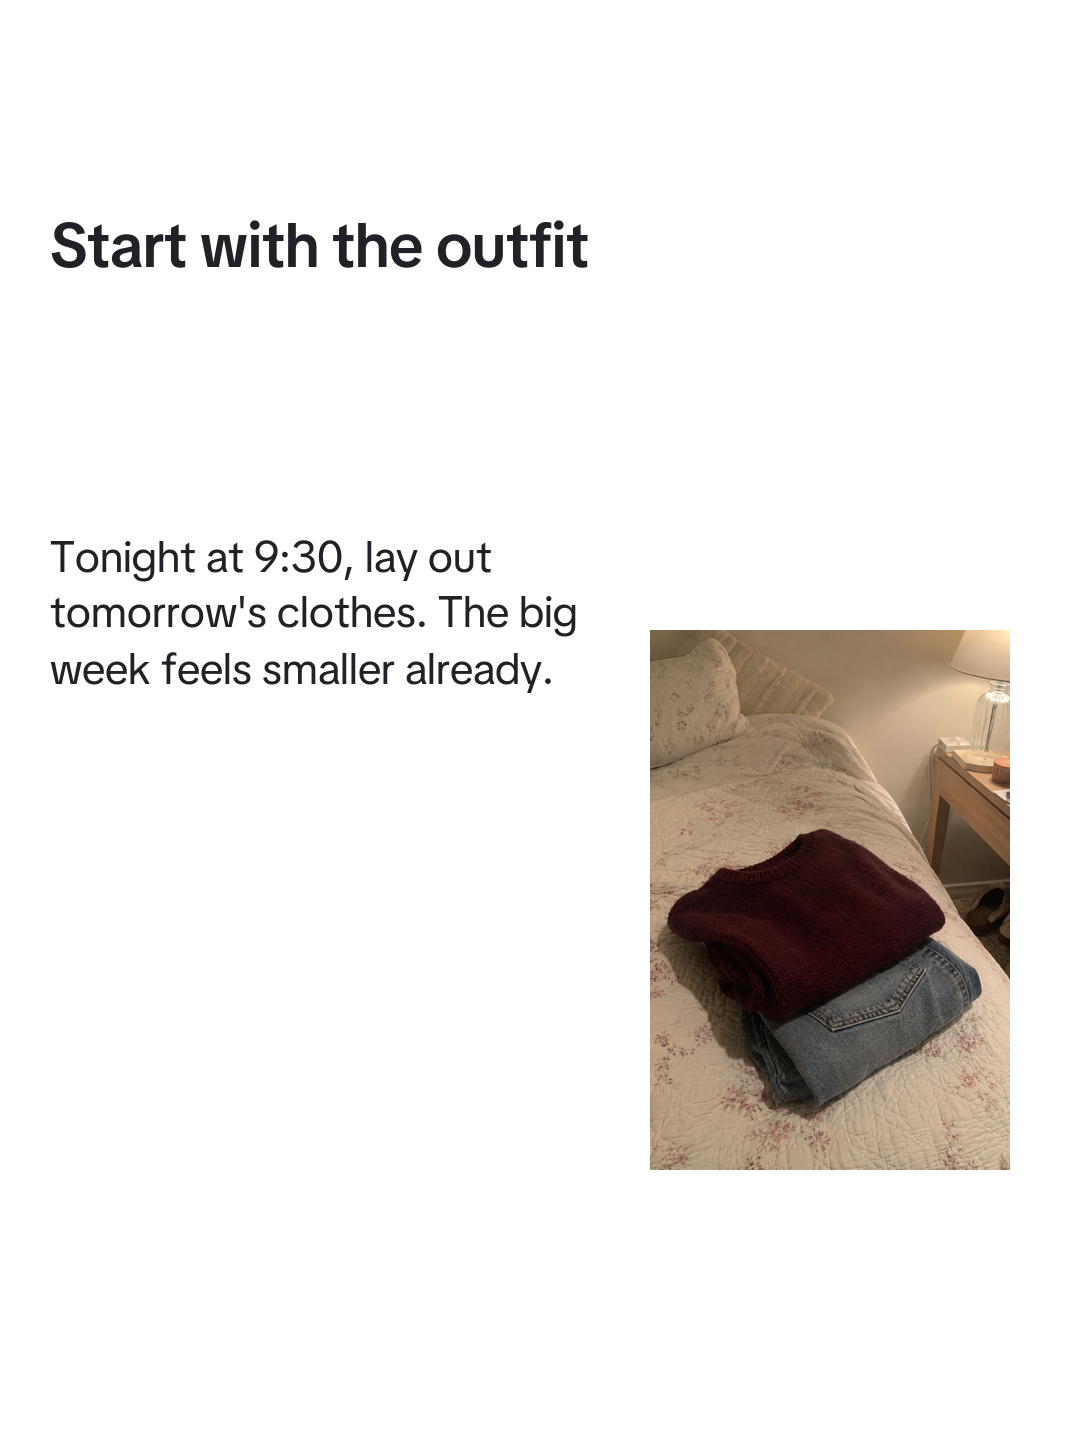 Start with the outfit
Tonight at 9:30, lay out
tomorrow's clothes. The big
week feels smaller already.